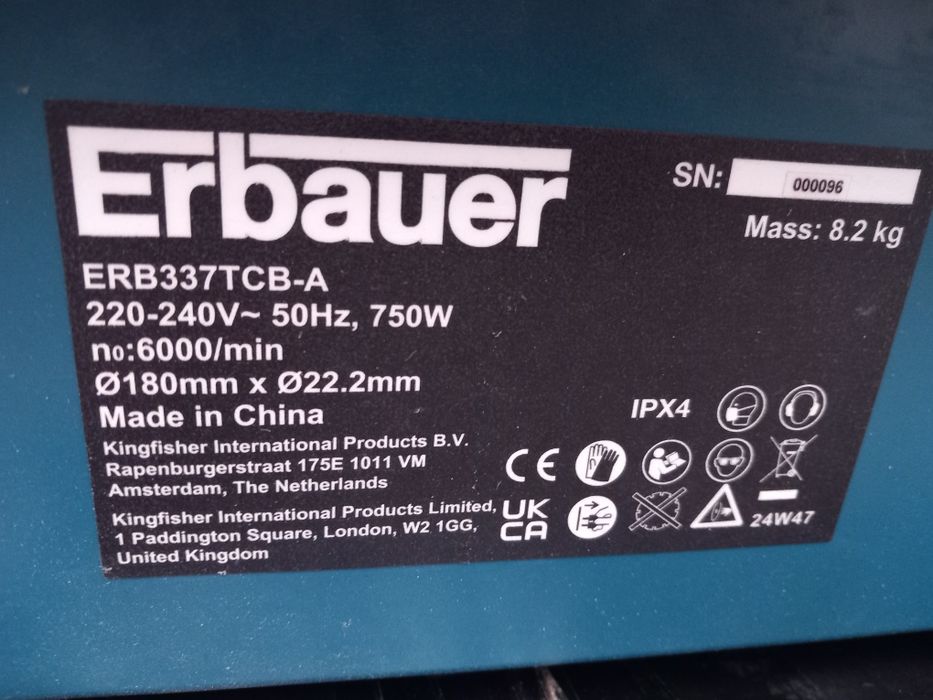 Erbauer
SN: 000096
Mass: 8.2 kg
ERB337TCB-A
220-240V~ 50Hz, 750W
n₀:6000/min
Ø180mm x Ø22.2mm
Made in China
Kingfisher International Products B.V.
Rapenburgerstraat 175E 1011 VM
Amsterdam, The Netherlands
Kingfisher International Products Limited,
1 Paddington Square, London, W2 1GG,
United Kingdom
IPX4
CE
UK
CA
24W47